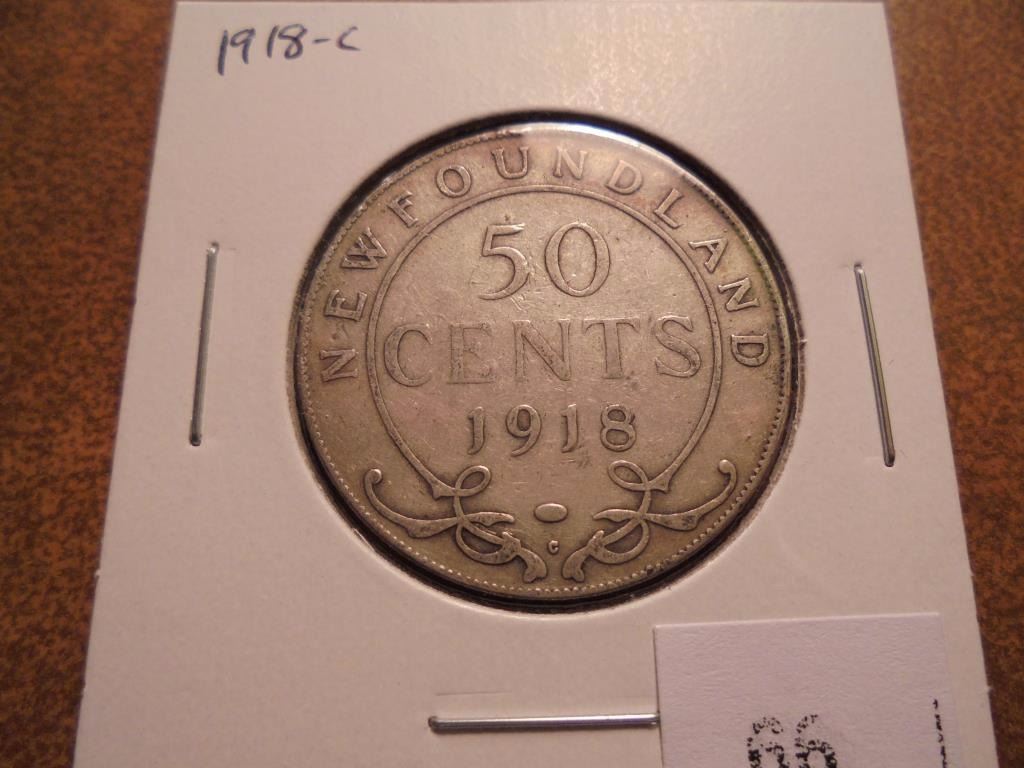 1918-C
NEWFOUNDLAND
50
CENTS
1918
C